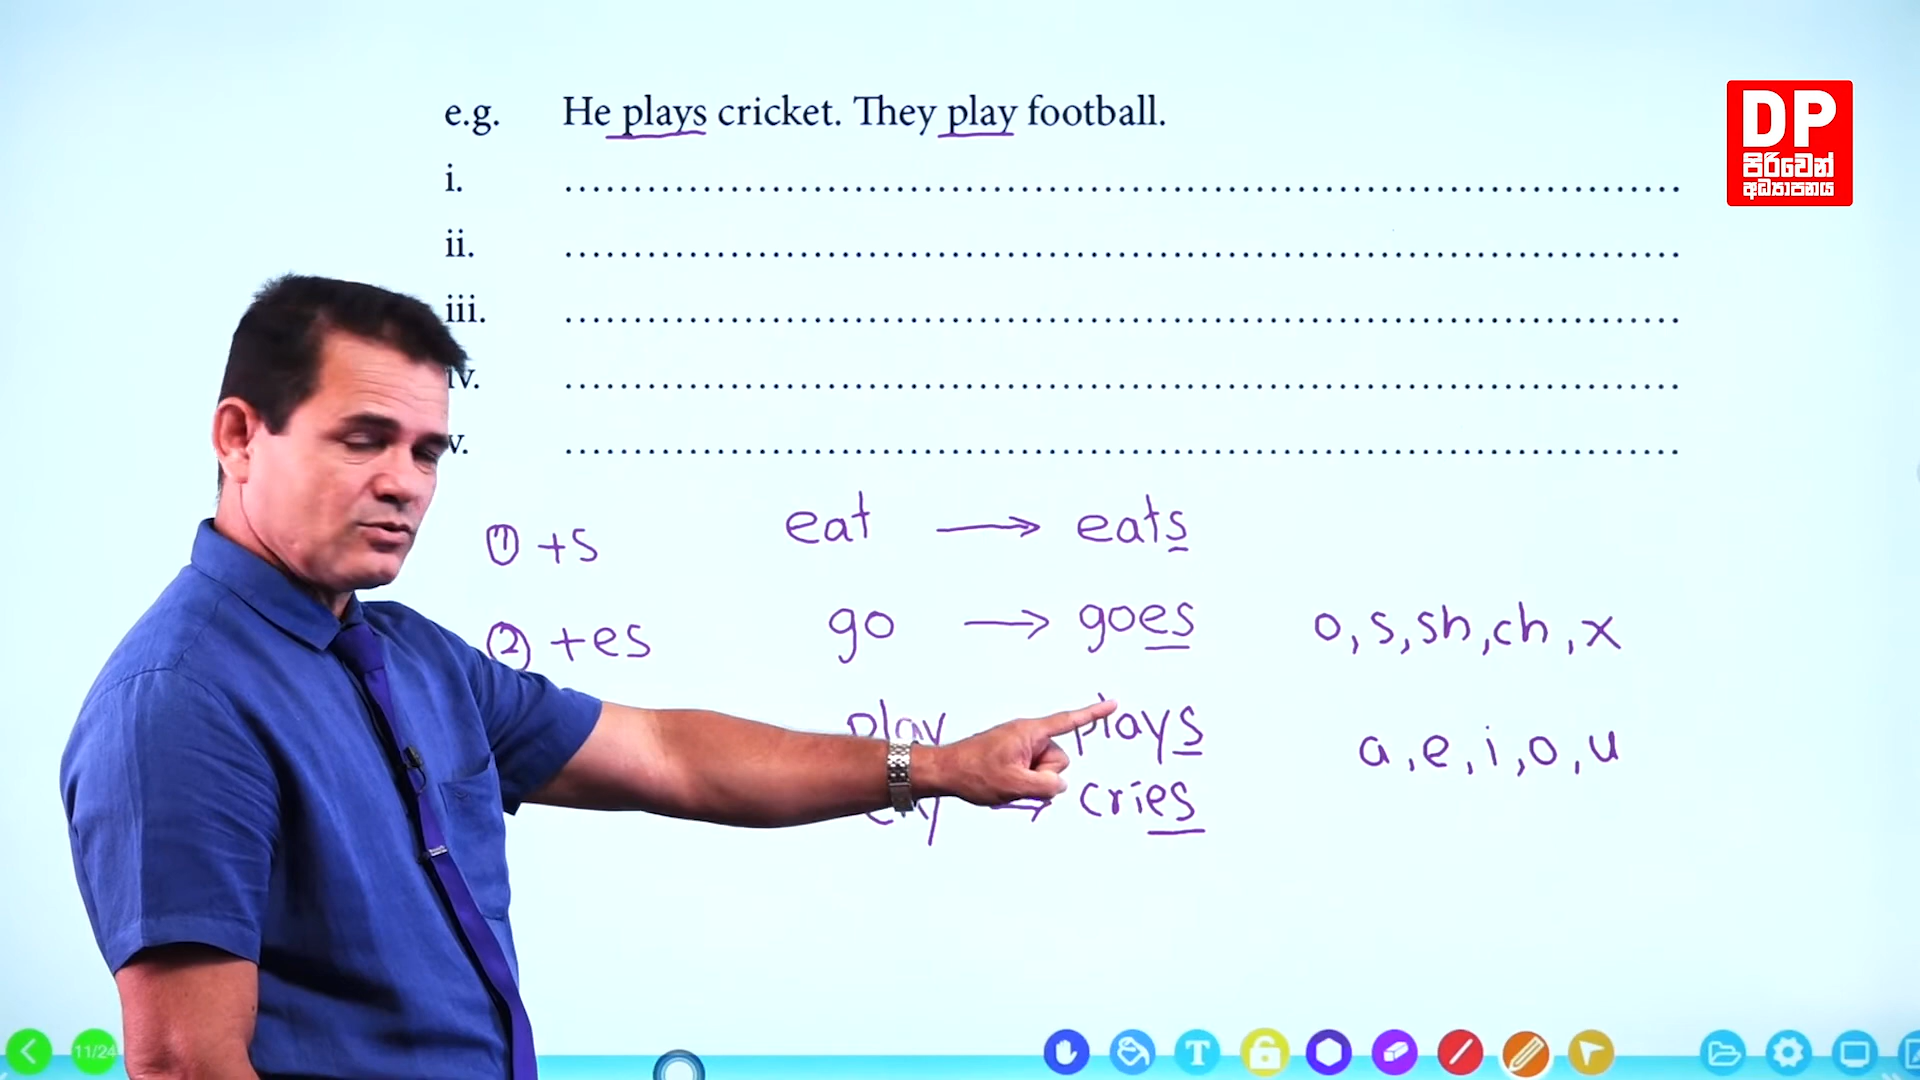 e.g. He plays cricket. They play football.
i. ........................................
ii. ........................................
iii. ........................................
iv. ........................................
v. ........................................
DP
පිරිවෙන්
අධ්‍යාපනය
① +s eat → eats
② +es go → goes o, s, sh, ch, x
play plays a, e, i, o, u
→ cries
11/24
T